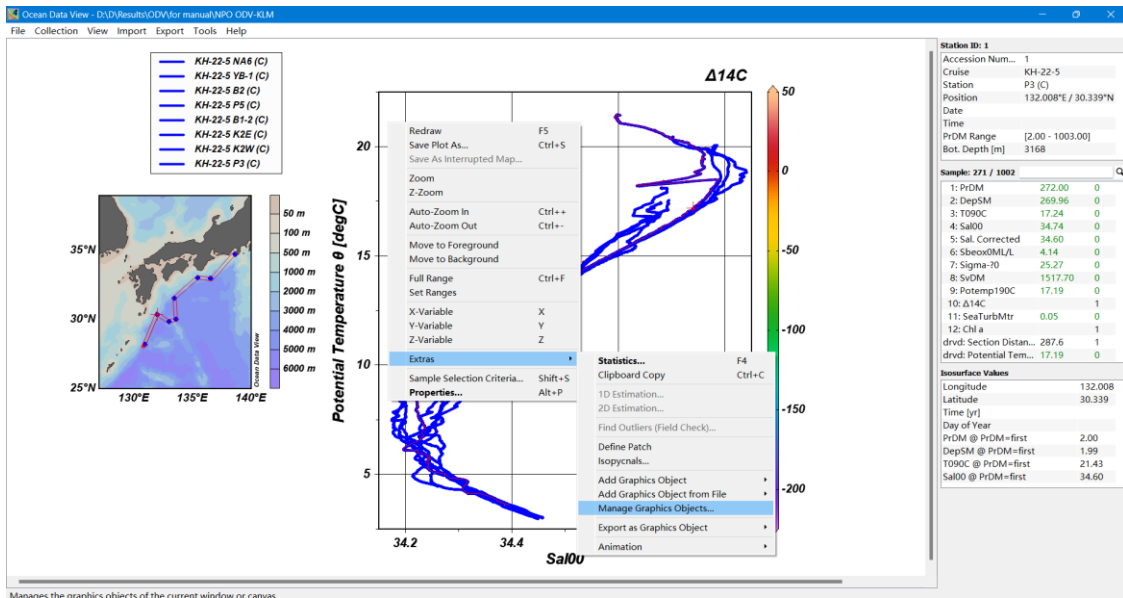 Ocean Data View - D:\D\Results\ODV\for manual\NPO ODV-KLM
File Collection View Import Export Tools Help
KH-22-5 NA6 (C)
KH-22-5 YB-1 (C)
KH-22-5 B2 (C)
KH-22-5 P5 (C)
KH-22-5 B1-2 (C)
KH-22-5 K2E (C)
KH-22-5 K2W (C)
KH-22-5 P3 (C)
35°N
30°N
25°N
130°E 135°E 140°E
50 m
100 m
500 m
1000 m
2000 m
3000 m
4000 m
5000 m
6000 m
Ocean Data View
Δ14C
Potential Temperature θ [degC]
20
15
10
5
34.2 34.4
Sal00
50
0
-50
-100
-150
-200
Redraw F5
Save Plot As... Ctrl+S
Save As Interrupted Map...
Zoom
Z-Zoom
Auto-Zoom In Ctrl++
Auto-Zoom Out Ctrl+-
Move to Foreground
Move to Background
Full Range Ctrl+F
Set Ranges
X-Variable X
Y-Variable Y
Z-Variable Z
Extras
Sample Selection Criteria... Shift+S
Properties... Alt+P
Statistics... F4
Clipboard Copy Ctrl+C
1D Estimation...
2D Estimation...
Find Outliers (Field Check)...
Define Patch
Isopycnals...
Add Graphics Object
Add Graphics Object from File
Manage Graphics Objects...
Export as Graphics Object
Animation
Station ID: 1
Accession Num... 1
Cruise KH-22-5
Station P3 (C)
Position 132.008°E / 30.339°N
Date
Time
PrDM Range [2.00 - 1003.00]
Bot. Depth [m] 3168
Sample: 271 / 1002
1: PrDM 272.00 0
2: DepSM 269.96 0
3: T090C 17.24 0
4: Sal00 34.74 0
5: Sal. Corrected 34.60 0
6: Sbeox0ML/L 4.14 0
7: Sigma-?0 25.27 0
8: SvDM 1517.70 0
9: Potemp190C 17.19 0
10: Δ14C 1
11: SeaTurbMtr 0.05 0
12: Chl a 1
drvd: Section Distan... 287.6 1
drvd: Potential Tem... 17.19 0
Isosurface Values
Longitude 132.008
Latitude 30.339
Time [yr]
Day of Year
PrDM @ PrDM=first 2.00
DepSM @ PrDM=first 1.99
T090C @ PrDM=first 21.43
Sal00 @ PrDM=first 34.60
Manages the graphics objects of the current window or canvas